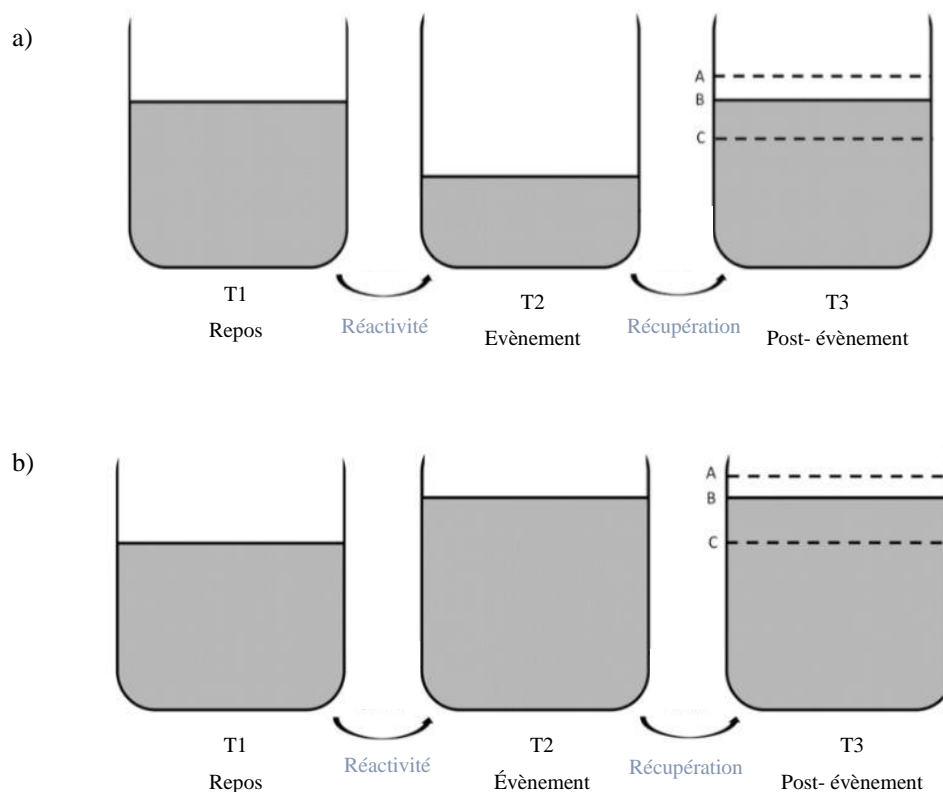 a)
A
B
C
T1
Repos
Réactivité
T2
Evènement
Récupération
T3
Post- évènement
b)
A
B
C
T1
Repos
Réactivité
T2
Évènement
Récupération
T3
Post- évènement